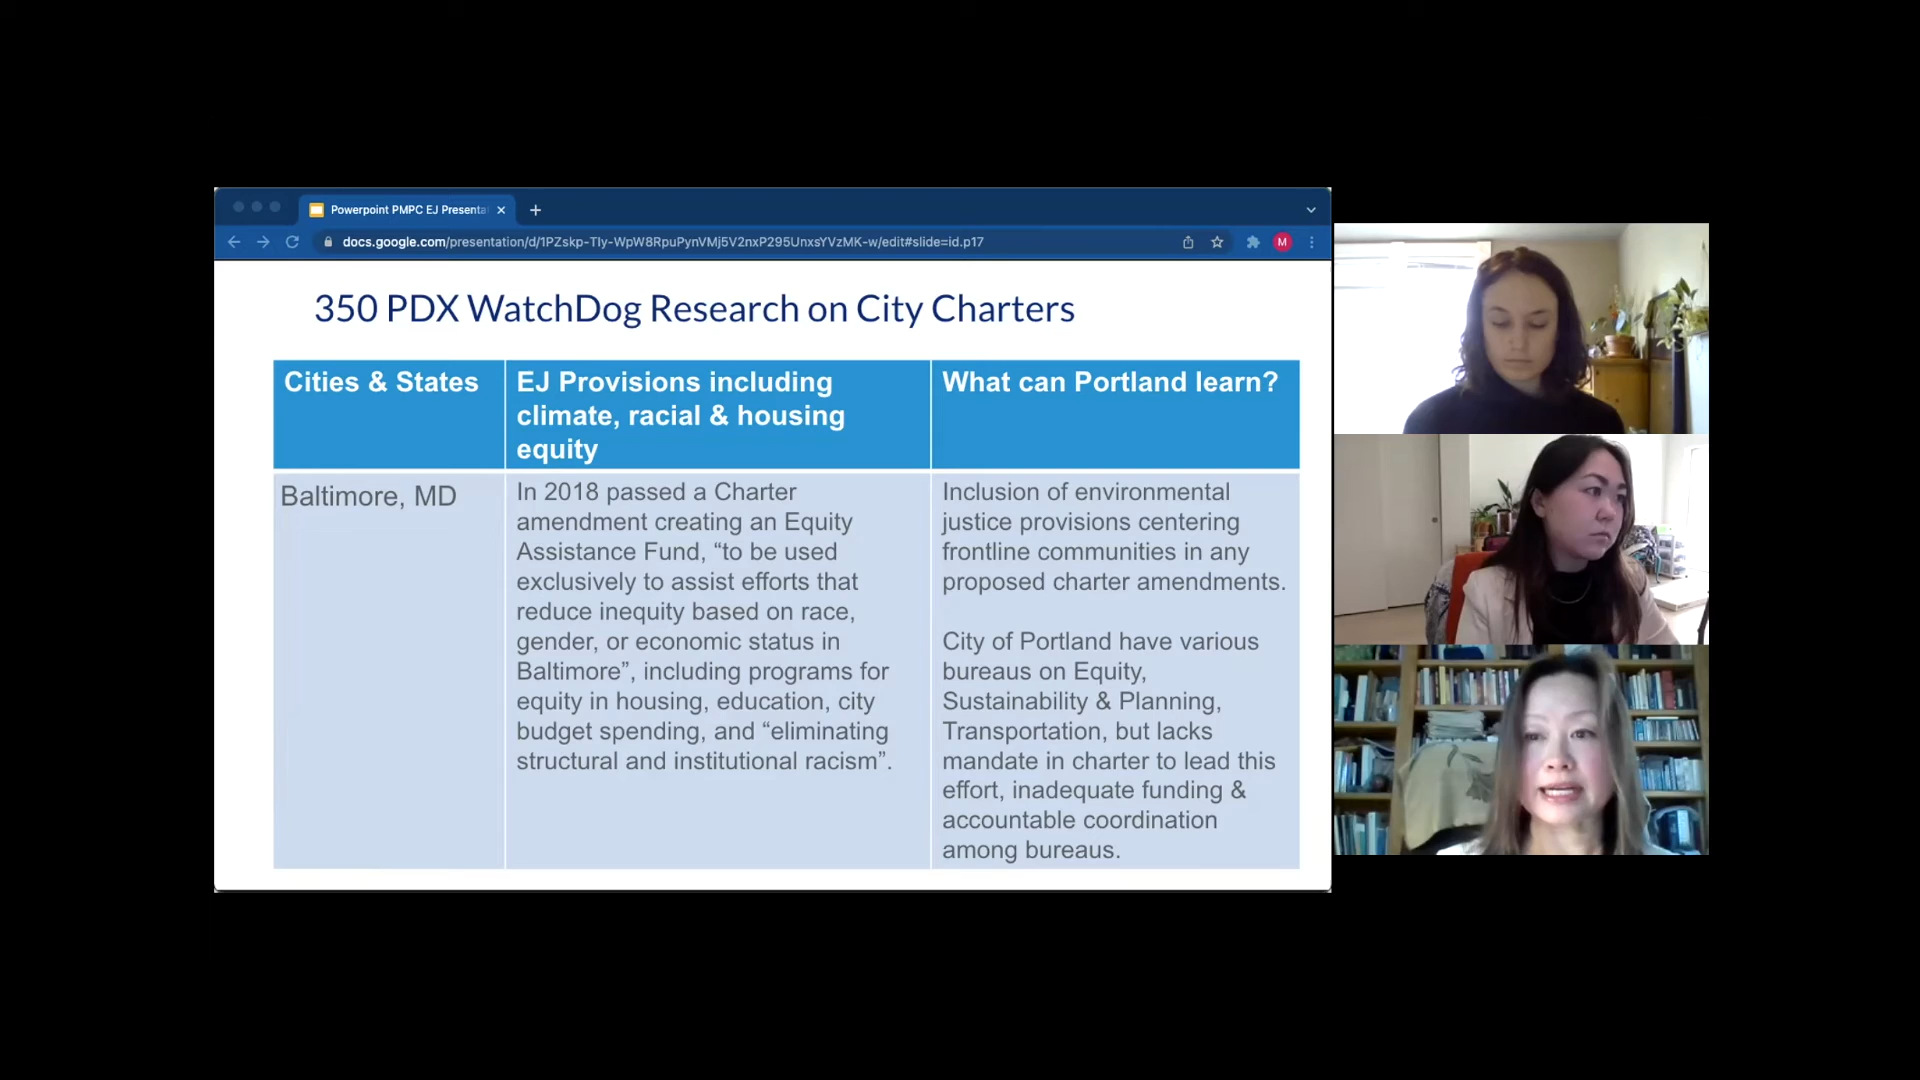 Powerpoint PMPC EJ Presenta
docs.google.com/presentation/d/1PZskp-TIy-WpW8RpuPynVMj5V2nxP295UnxsYVzMK-w/edit#slide=id.p17
M
350 PDX WatchDog Research on City Charters
Cities & States
EJ Provisions including
climate, racial & housing
equity
What can Portland learn?
Baltimore, MD
In 2018 passed a Charter
amendment creating an Equity
Assistance Fund, “to be used
exclusively to assist efforts that
reduce inequity based on race,
gender, or economic status in
Baltimore”, including programs for
equity in housing, education, city
budget spending, and “eliminating
structural and institutional racism”.
Inclusion of environmental
justice provisions centering
frontline communities in any
proposed charter amendments.
City of Portland have various
bureaus on Equity,
Sustainability & Planning,
Transportation, but lacks
mandate in charter to lead this
effort, inadequate funding &
accountable coordination
among bureaus.